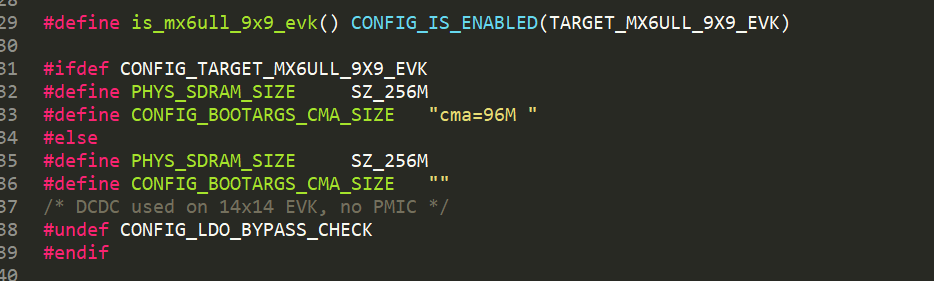 28
29 #define is_mx6ull_9x9_evk() CONFIG_IS_ENABLED(TARGET_MX6ULL_9X9_EVK)
30
31 #ifdef CONFIG_TARGET_MX6ULL_9X9_EVK
32 #define PHYS_SDRAM_SIZE     SZ_256M
33 #define CONFIG_BOOTARGS_CMA_SIZE   "cma=96M "
34 #else
35 #define PHYS_SDRAM_SIZE     SZ_256M
36 #define CONFIG_BOOTARGS_CMA_SIZE   ""
37 /* DCDC used on 14x14 EVK, no PMIC */
38 #undef CONFIG_LDO_BYPASS_CHECK
39 #endif
40